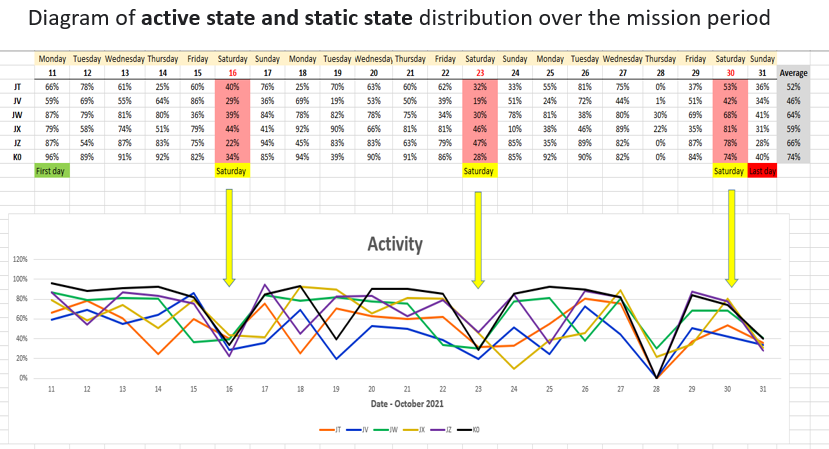 Diagram of active state and static state distribution over the mission period
Monday Tuesday Wednesday Thursday Friday Saturday Sunday Monday Tuesday Wednesday Thursday Friday Saturday Sunday Monday Tuesday Wednesday Thursday Friday Saturday Sunday
11 12 13 14 15 16 17 18 19 20 21 22 23 24 25 26 27 28 29 30 31 Average
JT 66% 78% 61% 25% 60% 40% 76% 25% 70% 63% 60% 62% 32% 33% 55% 81% 75% 0% 37% 53% 36% 52%
JV 59% 69% 55% 64% 86% 29% 36% 69% 19% 53% 50% 39% 19% 51% 24% 72% 44% 1% 51% 42% 34% 46%
JW 87% 79% 81% 80% 36% 39% 84% 78% 82% 78% 75% 34% 30% 78% 81% 38% 80% 30% 69% 68% 41% 64%
JX 79% 58% 74% 51% 79% 44% 41% 92% 90% 66% 81% 81% 46% 10% 38% 46% 89% 22% 35% 81% 31% 59%
JZ 87% 54% 87% 83% 75% 22% 94% 45% 83% 83% 63% 79% 47% 85% 35% 89% 82% 0% 87% 78% 28% 66%
K0 96% 89% 91% 92% 82% 34% 85% 94% 39% 90% 91% 86% 28% 85% 92% 90% 82% 0% 84% 74% 40% 74%
First day Saturday Saturday Saturday Last day
Activity
120%
100%
80%
60%
40%
20%
0%
11 12 13 14 15 16 17 18 19 20 21 22 23 24 25 26 27 28 29 30 31
Date - October 2021
JT JV JW JX JZ K0